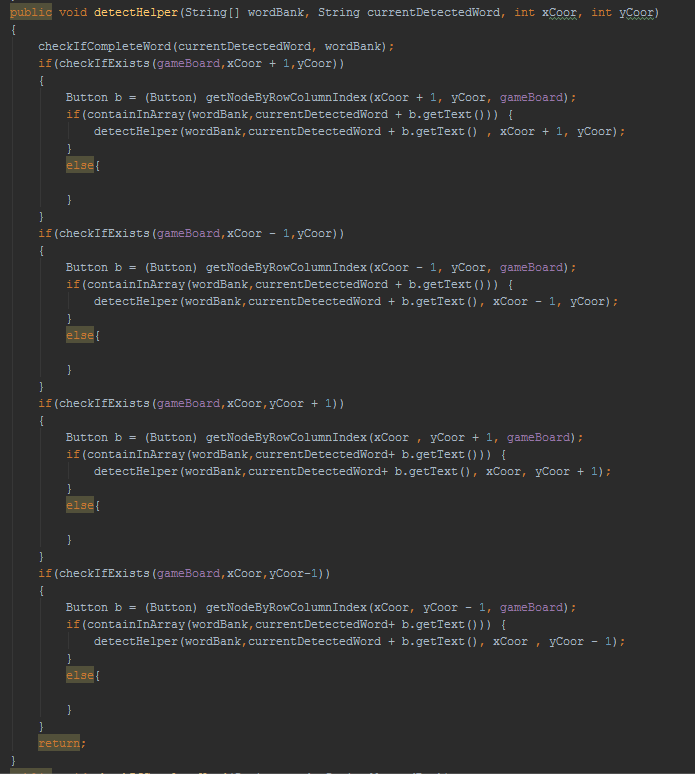 public void detectHelper(String[] wordBank, String currentDetectedWord, int xCoor, int yCoor)
{
    checkIfCompleteWord(currentDetectedWord, wordBank);
    if(checkIfExists(gameBoard,xCoor + 1,yCoor))
    {
        Button b = (Button) getNodeByRowColumnIndex(xCoor + 1, yCoor, gameBoard);
        if(containInArray(wordBank,currentDetectedWord + b.getText())) {
            detectHelper(wordBank,currentDetectedWord + b.getText() , xCoor + 1, yCoor);
        }
        else{

        }
    }
    if(checkIfExists(gameBoard,xCoor - 1,yCoor))
    {
        Button b = (Button) getNodeByRowColumnIndex(xCoor - 1, yCoor, gameBoard);
        if(containInArray(wordBank,currentDetectedWord + b.getText())) {
            detectHelper(wordBank,currentDetectedWord + b.getText(), xCoor - 1, yCoor);
        }
        else{

        }
    }
    if(checkIfExists(gameBoard,xCoor,yCoor + 1))
    {
        Button b = (Button) getNodeByRowColumnIndex(xCoor , yCoor + 1, gameBoard);
        if(containInArray(wordBank,currentDetectedWord+ b.getText())) {
            detectHelper(wordBank,currentDetectedWord+ b.getText(), xCoor, yCoor + 1);
        }
        else{

        }
    }
    if(checkIfExists(gameBoard,xCoor,yCoor-1))
    {
        Button b = (Button) getNodeByRowColumnIndex(xCoor, yCoor - 1, gameBoard);
        if(containInArray(wordBank,currentDetectedWord+ b.getText())) {
            detectHelper(wordBank,currentDetectedWord + b.getText(), xCoor , yCoor - 1);
        }
        else{

        }
    }
    return;
}